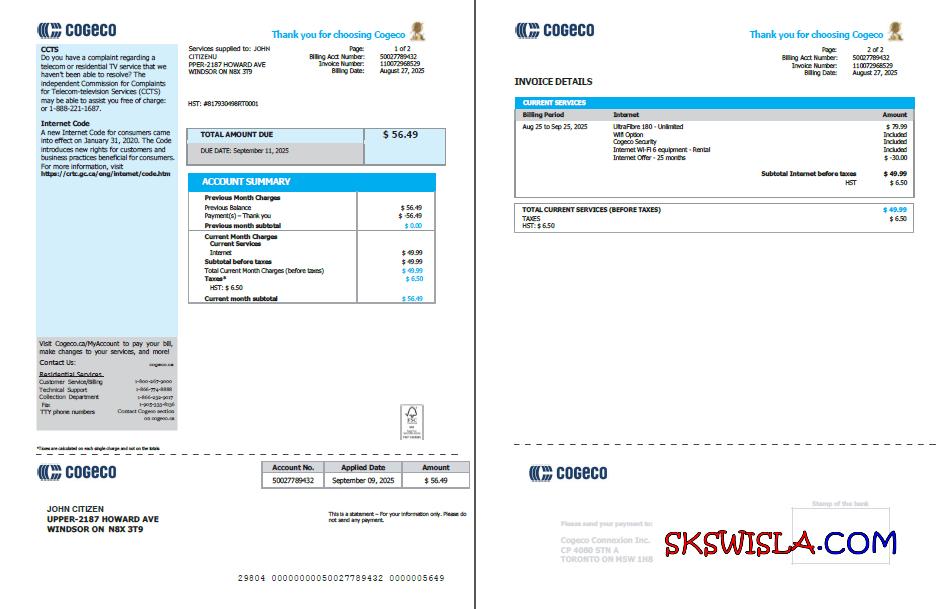 COGECO
Thank you for choosing Cogeco
CCTS
Do you have a complaint regarding a
telecom or residential TV service that we
haven't been able to resolve? The
independent Commission for Complaints
for Telecom-television Services (CCTS)
may be able to assist you free of charge:
or 1-888-221-1687.
Internet Code
A new Internet Code for consumers came
into effect on January 31, 2020. The Code
introduces new rights for customers and
business practices beneficial for consumers.
For more information, visit
https://crtc.gc.ca/eng/internet/code.htm
Services supplied to: JOHN
CITIZENU
PPER-2187 HOWARD AVE
WINDSOR ON N8X 3T9
Page: 1 of 2
Billing Acct Number: 50027789432
Invoice Number: 110072968529
Billing Date: August 27, 2025
HST: #817930498RT0001
TOTAL AMOUNT DUE $ 56.49
DUE DATE: September 11, 2025
ACCOUNT SUMMARY
Previous Month Charges
Previous Balance $ 56.49
Payment(s) – Thank you $ -56.49
Previous month subtotal $ 0.00
Current Month Charges
Current Services
Internet $ 49.99
Subtotal before taxes $ 49.99
Total Current Month Charges (before taxes) $ 49.99
Taxes* $ 6.50
HST: $ 6.50
Current month subtotal $ 56.49
Visit Cogeco.ca/MyAccount to pay your bill,
make changes to your services, and more!
Contact Us: cogeco.ca
Residential Services
Customer Service/Billing 1-800-267-9000
Technical Support 1-866-774-8888
Collection Department 1-866-232-9017
Fax
TTY phone numbers Contact Cogeco section
on cogeco.ca
FSC
*Taxes are calculated on each single charge and not on the totals
COGECO
Account No. Applied Date Amount
50027789432 September 09, 2025 $ 56.49
JOHN CITIZEN
UPPER-2187 HOWARD AVE
WINDSOR ON N8X 3T9
This is a statement – For your information only. Please do
not send any payment.
29804 00000000050027789432 0000005649
COGECO
Thank you for choosing Cogeco
Page: 2 of 2
Billing Acct Number: 50027789432
Invoice Number: 110072968529
Billing Date: August 27, 2025
INVOICE DETAILS
CURRENT SERVICES
Billing Period Internet Amount
Aug 25 to Sep 25, 2025 UltraFibre 180 - Unlimited $ 79.99
Wifi Option Included
Cogeco Security Included
Internet Wi-Fi 6 equipment - Rental Included
Internet Offer - 25 months $ -30.00
Subtotal Internet before taxes $ 49.99
HST $ 6.50
TOTAL CURRENT SERVICES (BEFORE TAXES) $ 49.99
TAXES $ 6.50
HST: $ 6.50
COGECO
Stamp of the bank
Please send your payment to:
Cogeco Connexion Inc.
CP 4080 STN A
TORONTO ON M5W 1H8
SKSWISLA.COM